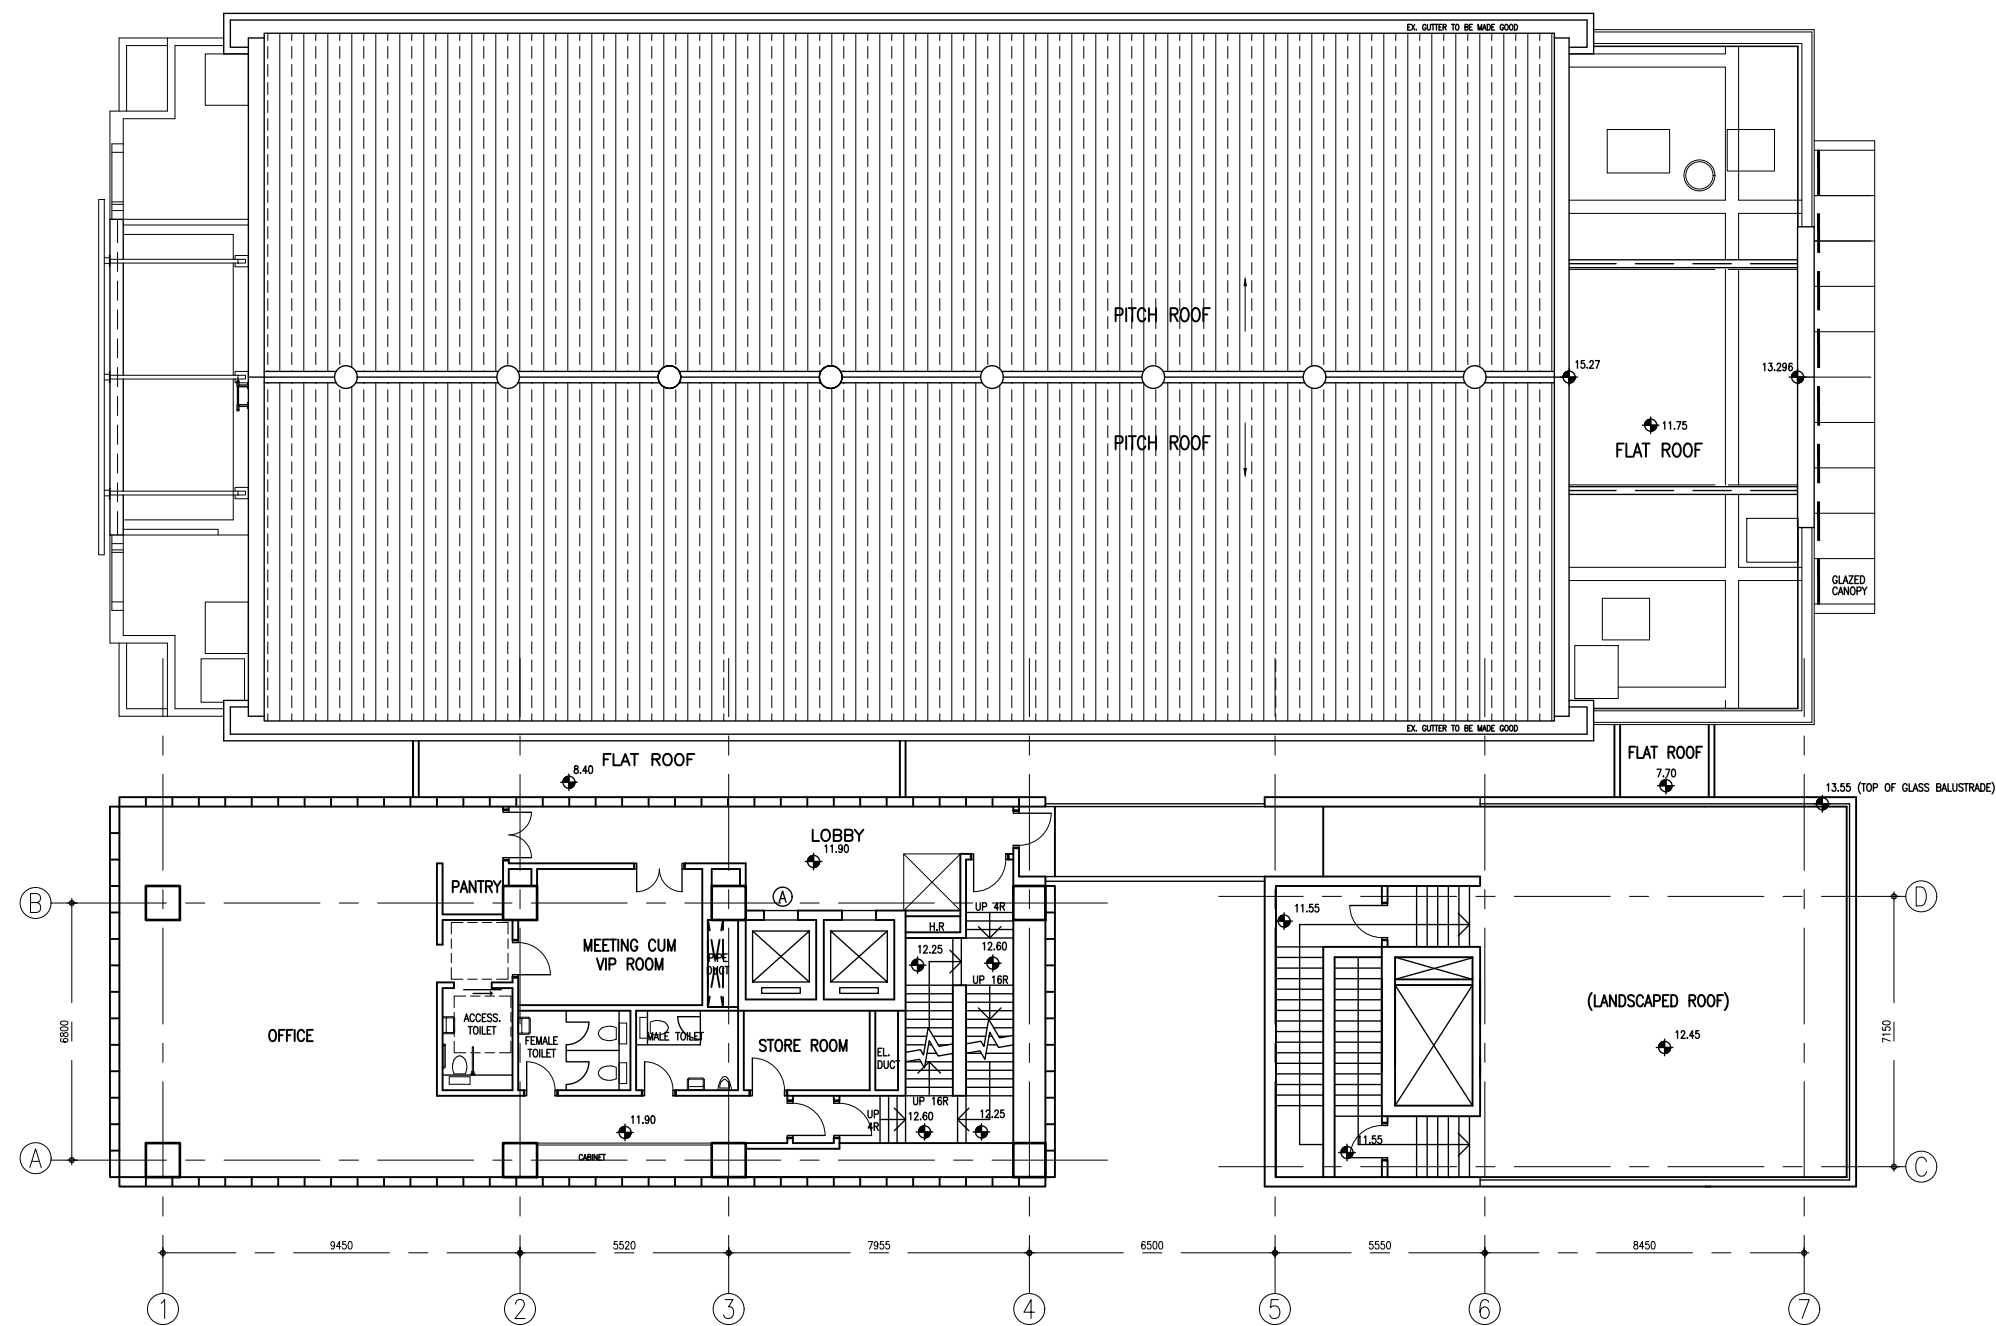 EX. GUTTER TO BE MADE GOOD
PITCH ROOF
15.27
13.296
11.75
PITCH ROOF
FLAT ROOF
GLAZED
CANOPY
EX. GUTTER TO BE MADE GOOD
FLAT ROOF
8.40
FLAT ROOF
7.70
13.55 (TOP OF GLASS BALUSTRADE)
LOBBY
11.90
PANTRY
A
B
D
UP 4R
11.55
H.R
MEETING CUM
VIP ROOM
PIPE
DUCT
12.25
12.60
UP 16R
(LANDSCAPED ROOF)
ACCESS.
TOILET
OFFICE
FEMALE
TOILET
MALE TOILET
STORE ROOM
EL.
DUCT
12.45
6800
7150
UP 16R
UP
4R
12.60
12.25
11.90
11.55
CABINET
A
C
9450
5520
7955
6500
5550
8450
1
2
3
4
5
6
7